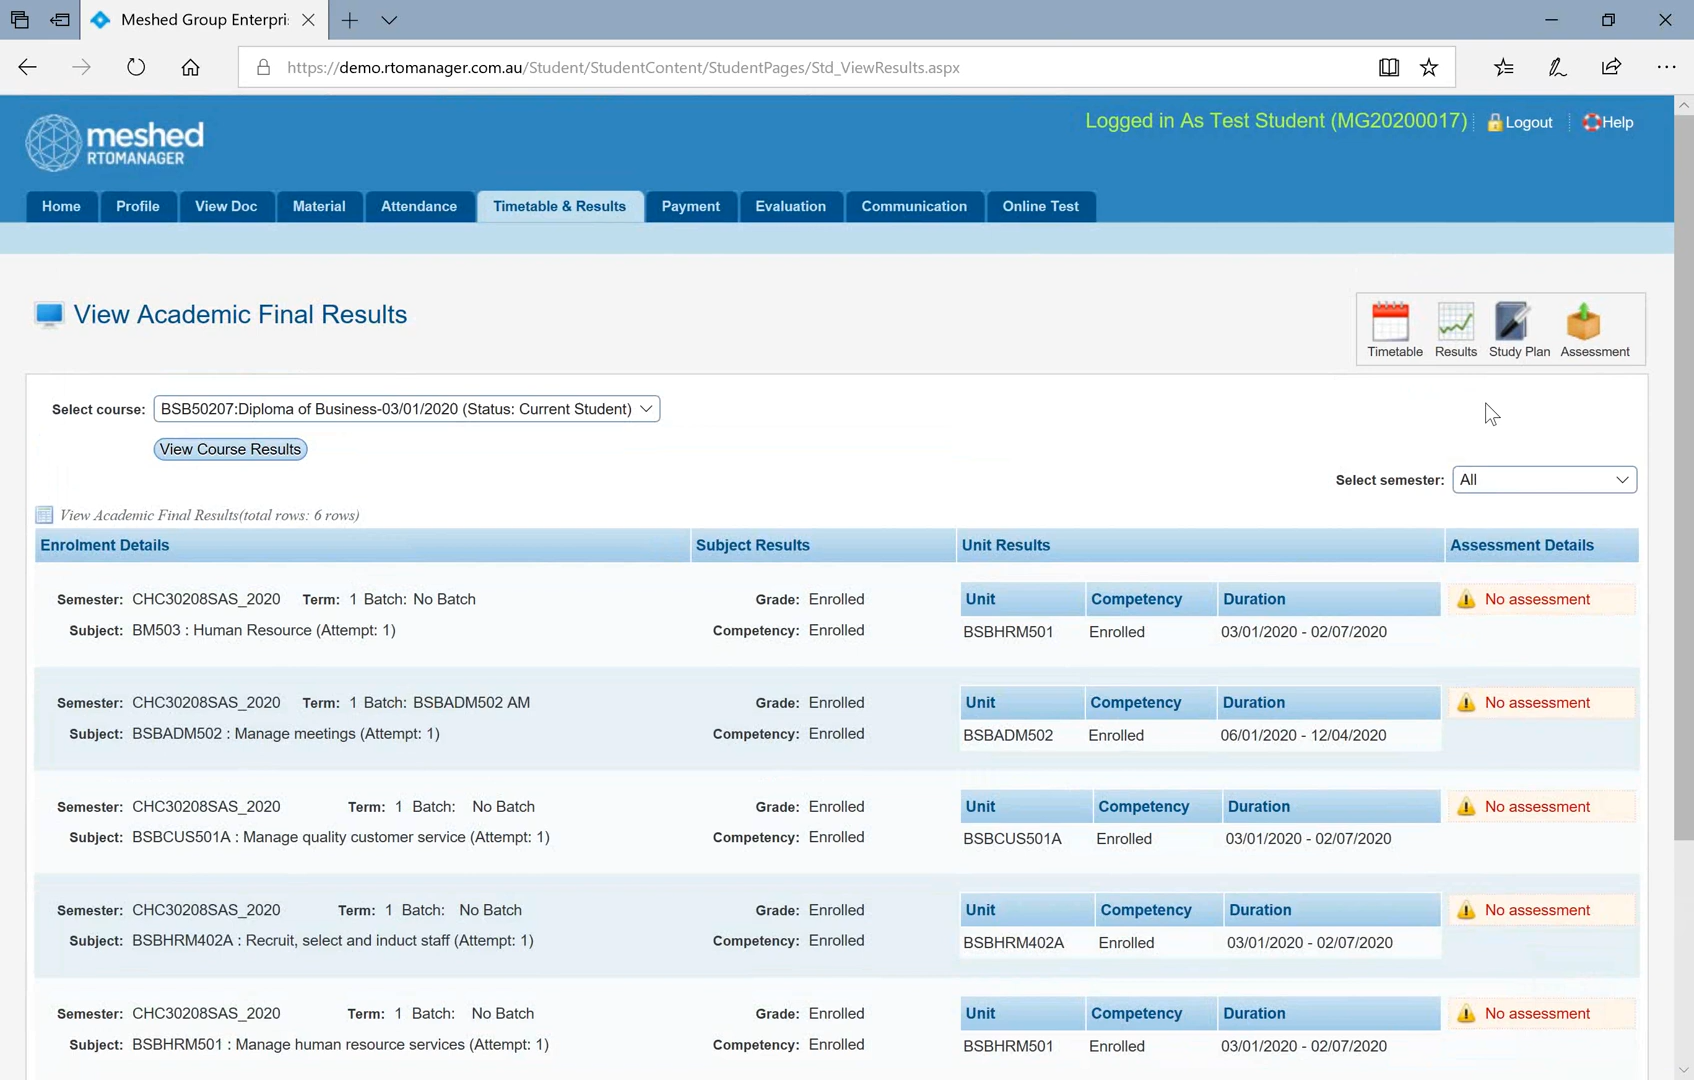 Meshed Group Enterpri:
https://demo.rtomanager.com.au/Student/StudentContent/StudentPages/Std_ViewResults.aspx
meshed
RTOMANAGER
Logged in As Test Student (MG20200017)
Logout
Help
Home
Profile
View Doc
Material
Attendance
Timetable & Results
Payment
Evaluation
Communication
Online Test
View Academic Final Results
Timetable
Results
Study Plan
Assessment
Select course: BSB50207:Diploma of Business-03/01/2020 (Status: Current Student)
View Course Results
Select semester: All
View Academic Final Results(total rows: 6 rows)
Enrolment Details Subject Results Unit Results Assessment Details
Semester: CHC30208SAS_2020 Term: 1 Batch: No Batch Grade: Enrolled Unit Competency Duration No assessment
Subject: BM503 : Human Resource (Attempt: 1) Competency: Enrolled BSBHRM501 Enrolled 03/01/2020 - 02/07/2020
Semester: CHC30208SAS_2020 Term: 1 Batch: BSBADM502 AM Grade: Enrolled Unit Competency Duration No assessment
Subject: BSBADM502 : Manage meetings (Attempt: 1) Competency: Enrolled BSBADM502 Enrolled 06/01/2020 - 12/04/2020
Semester: CHC30208SAS_2020 Term: 1 Batch: No Batch Grade: Enrolled Unit Competency Duration No assessment
Subject: BSBCUS501A : Manage quality customer service (Attempt: 1) Competency: Enrolled BSBCUS501A Enrolled 03/01/2020 - 02/07/2020
Semester: CHC30208SAS_2020 Term: 1 Batch: No Batch Grade: Enrolled Unit Competency Duration No assessment
Subject: BSBHRM402A : Recruit, select and induct staff (Attempt: 1) Competency: Enrolled BSBHRM402A Enrolled 03/01/2020 - 02/07/2020
Semester: CHC30208SAS_2020 Term: 1 Batch: No Batch Grade: Enrolled Unit Competency Duration No assessment
Subject: BSBHRM501 : Manage human resource services (Attempt: 1) Competency: Enrolled BSBHRM501 Enrolled 03/01/2020 - 02/07/2020